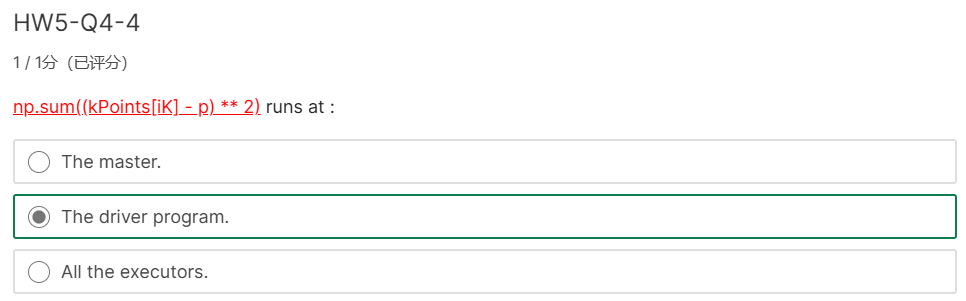 HW5-Q4-4
1 / 1分（已评分）
np.sum((kPoints[iK] - p) ** 2) runs at :
The master.
The driver program.
All the executors.